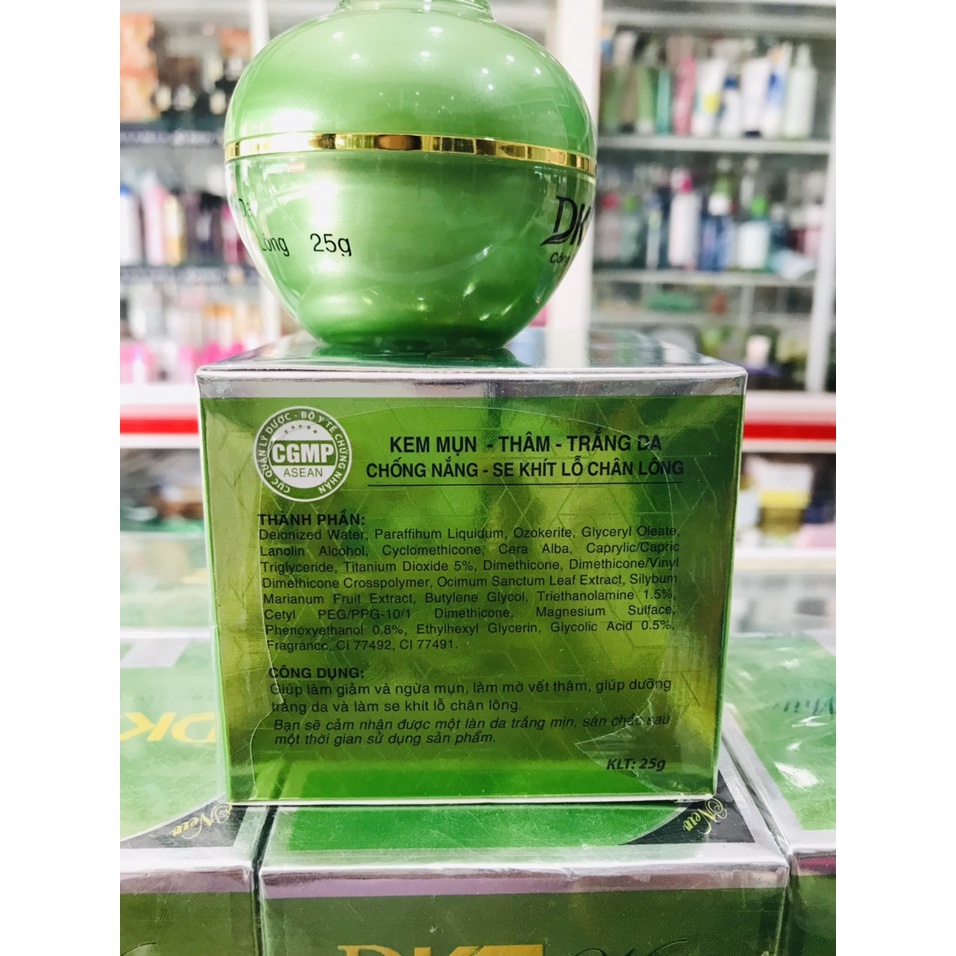 25g
DK
CỤC QUẢN LÝ DƯỢC - BỘ Y TẾ CHỨNG NHẬN
CGMP
ASEAN
KEM MỤN - THÂM - TRẮNG DA
CHỐNG NẮNG - SE KHÍT LỖ CHÂN LÔNG
THÀNH PHẦN:
Deionized Water, Paraffihum Liquidum, Ozokerite, Glyceryl Oleate,
Lanolin Alcohol, Cyclomethicone, Cera Alba, Caprylic/Capric
Triglyceride, Titanium Dioxide 5%, Dimethicone, Dimethicone/Vinyl
Dimethicone Crosspolymer, Ocimum Sanctum Leaf Extract, Silybum
Marianum Fruit Extract, Butylene Glycol, Triethanolamine 1.5%,
Cetyl PEG/PPG-10/1 Dimethicone, Magnesium Sulface,
Phenoxyethanol 0.8%, Ethylhexyl Glycerin, Glycolic Acid 0.5%,
Fragrance, CI 77492, CI 77491.
CÔNG DỤNG:
Giúp làm giảm và ngừa mụn, làm mờ vết thâm, giúp dưỡng
trắng da và làm se khít lỗ chân lông.
Bạn sẽ cảm nhận được một làn da trắng mịn, săn chắc sau
một thời gian sử dụng sản phẩm.
KLT: 25g
DK
New
New
DK